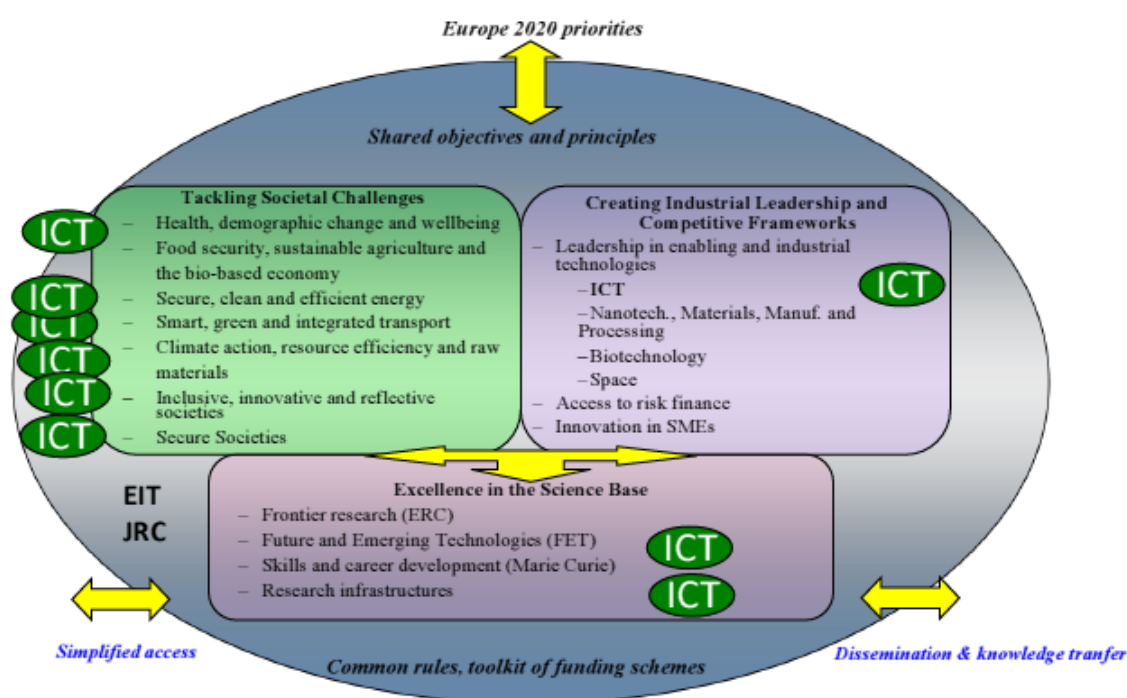 Europe 2020 priorities
Shared objectives and principles
Tackling Societal Challenges
– Health, demographic change and wellbeing
– Food security, sustainable agriculture and
the bio-based economy
– Secure, clean and efficient energy
– Smart, green and integrated transport
– Climate action, resource efficiency and raw
materials
– Inclusive, innovative and reflective
societies
– Secure Societies
ICT
ICT
ICT
ICT
ICT
ICT
Creating Industrial Leadership and
Competitive Frameworks
– Leadership in enabling and industrial
technologies
–ICT
–Nanotech., Materials, Manuf. and
Processing
–Biotechnology
–Space
– Access to risk finance
– Innovation in SMEs
ICT
Excellence in the Science Base
– Frontier research (ERC)
– Future and Emerging Technologies (FET)
– Skills and career development (Marie Curie)
– Research infrastructures
ICT
ICT
EIT
JRC
Simplified access
Common rules, toolkit of funding schemes
Dissemination & knowledge tranfer